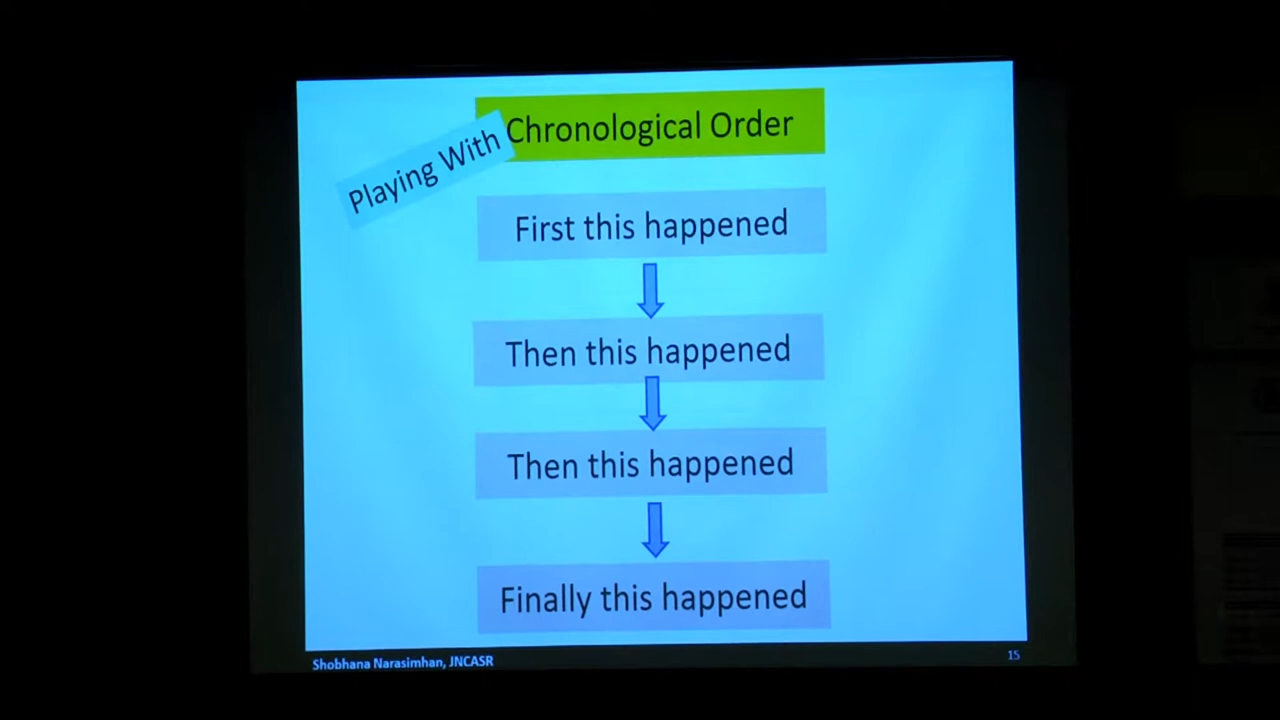 Playing With
Chronological Order
First this happened
Then this happened
Then this happened
Finally this happened
Shobhana Narasimhan, JNCASR
15